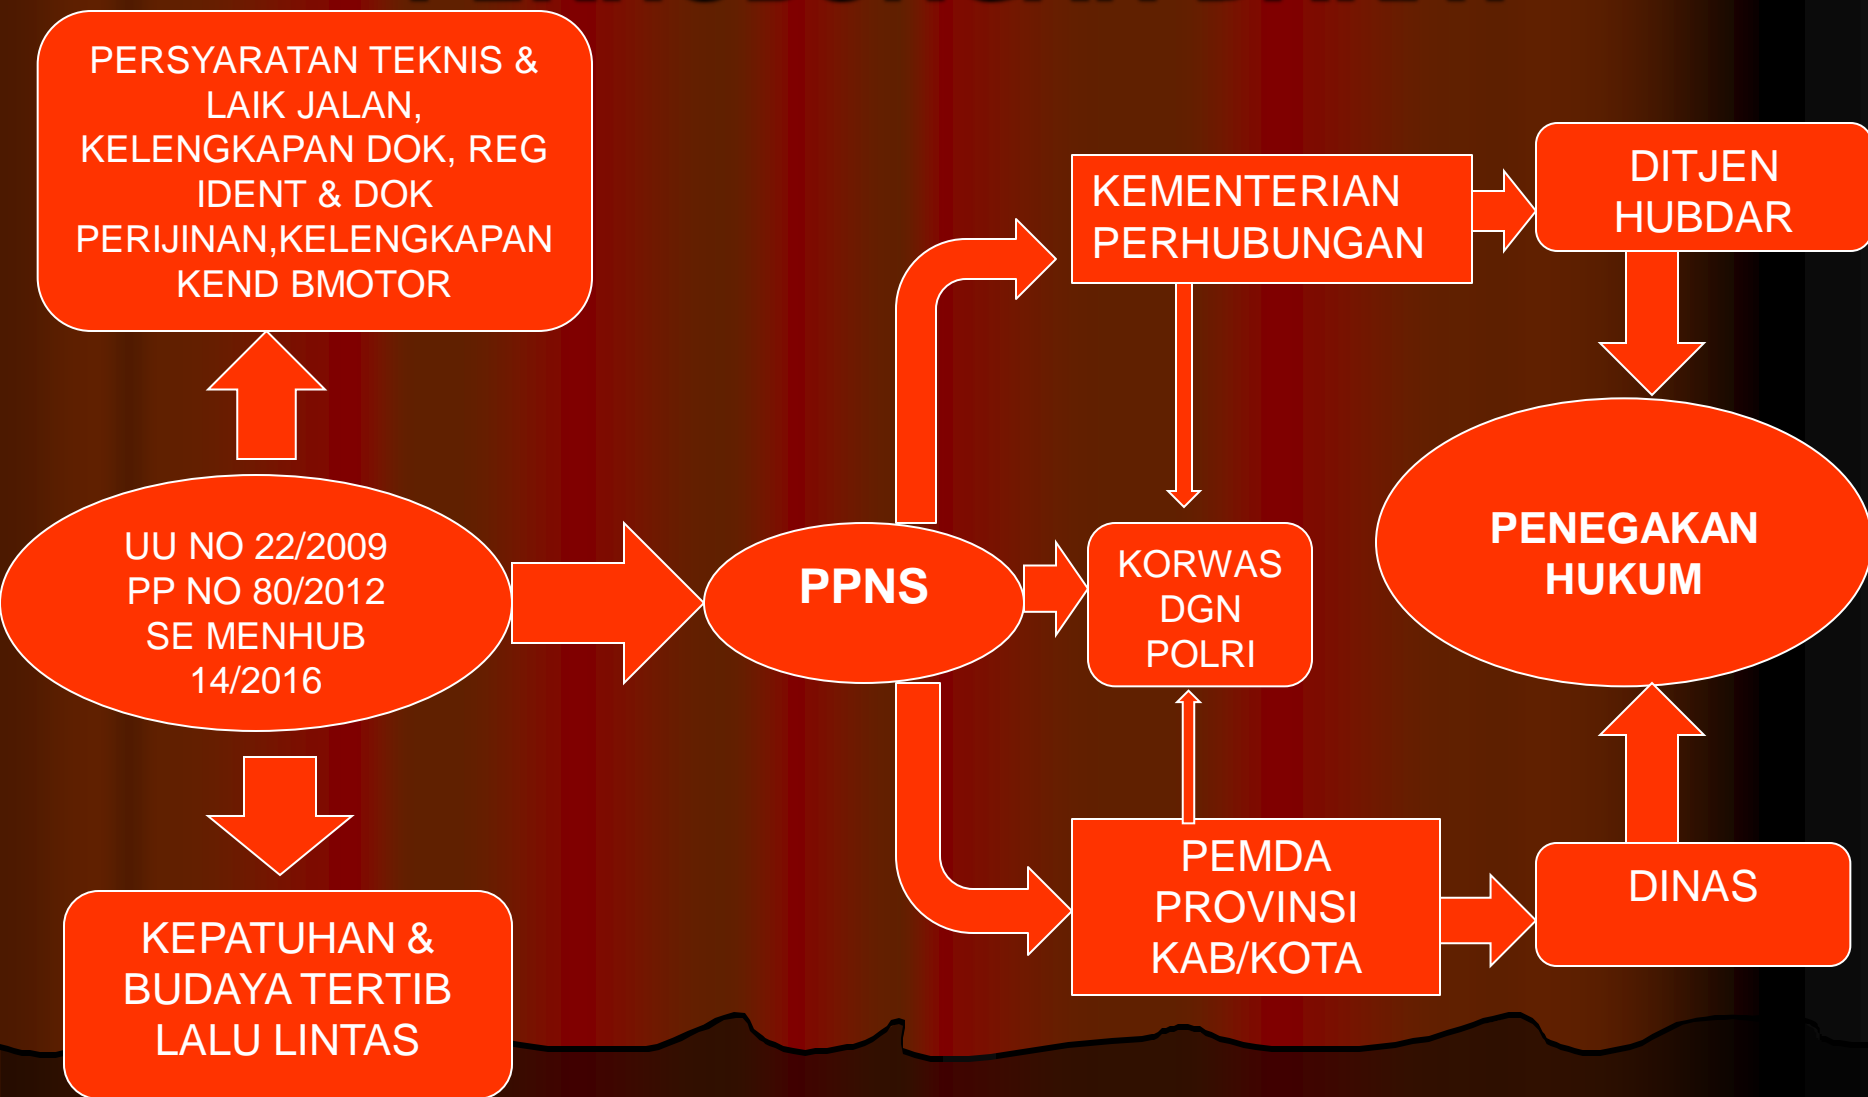 PERSYARATAN TEKNIS &
LAIK JALAN,
KELENGKAPAN DOK, REG
IDENT & DOK
PERIJINAN,KELENGKAPAN
KEND BMOTOR
UU NO 22/2009
PP NO 80/2012
SE MENHUB
14/2016
KEPATUHAN &
BUDAYA TERTIB
LALU LINTAS
PPNS
KEMENTERIAN
PERHUBUNGAN
KORWAS
DGN
POLRI
PEMDA
PROVINSI
KAB/KOTA
DITJEN
HUBDAR
PENEGAKAN
HUKUM
DINAS